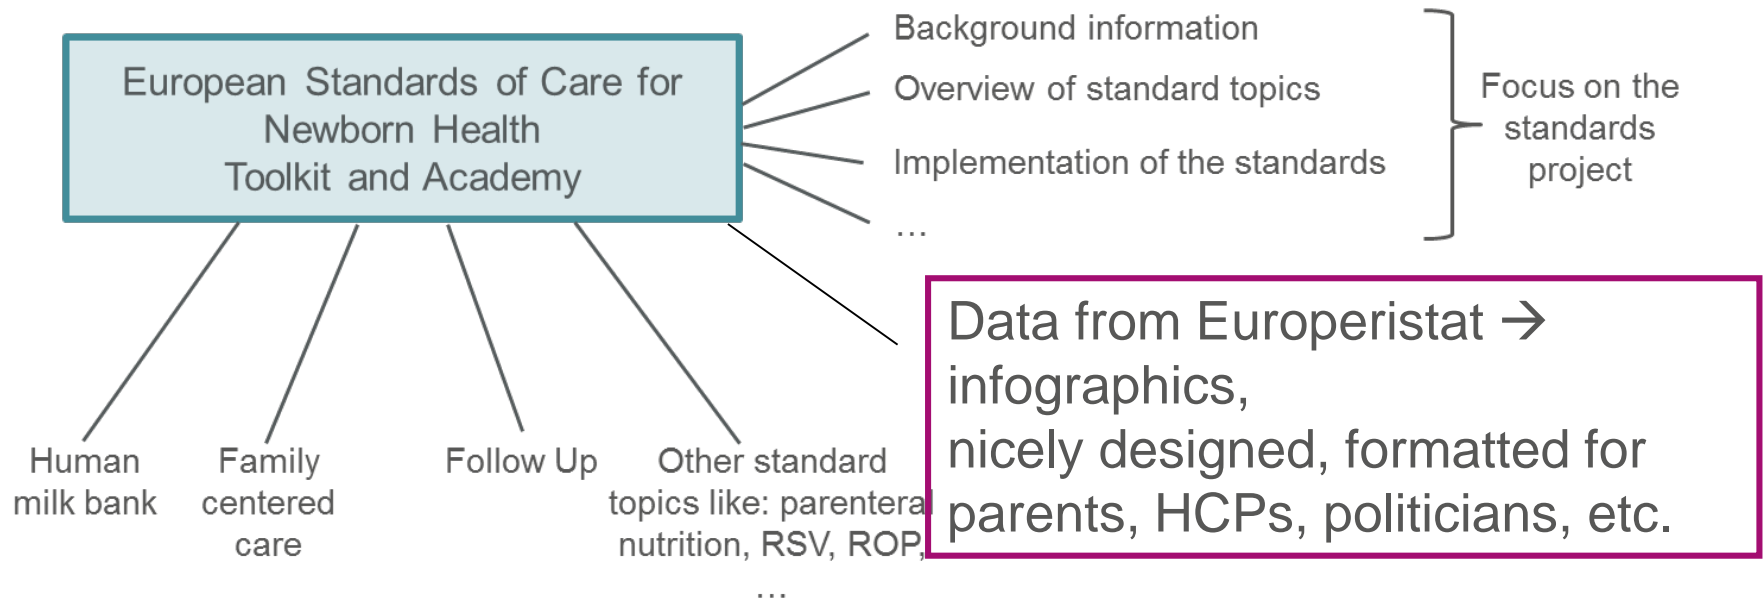 European Standards of Care for
Newborn Health
Toolkit and Academy
Background information
Overview of standard topics
Implementation of the standards
…
Focus on the
standards
project
Data from Europeristat →
infographics,
nicely designed, formatted for
parents, HCPs, politicians, etc.
Human
milk bank
Family
centered
care
Follow Up
Other standard
topics like: parenteral
nutrition, RSV, ROP,
…